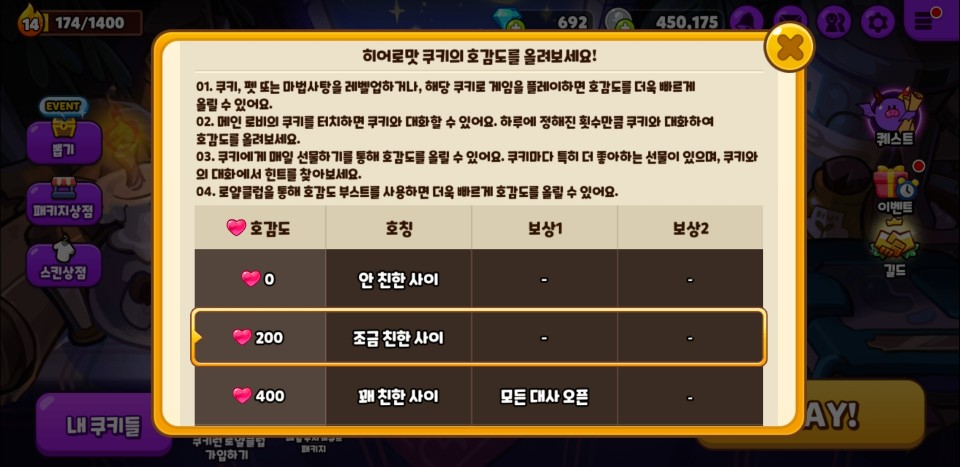 14 174/1400
692
450,175
히어로맛 쿠키의 호감도를 올려보세요!
01. 쿠키, 펫 또는 마법사탕을 레벨업하거나, 해당 쿠키로 게임을 플레이하면 호감도를 더욱 빠르게
올릴 수 있어요.
02. 메인 로비의 쿠키를 터치하면 쿠키와 대화할 수 있어요. 하루에 정해진 횟수만큼 쿠키와 대화하여
호감도를 올려보세요.
03. 쿠키에게 매일 선물하기를 통해 호감도를 올릴 수 있어요. 쿠키마다 특히 더 좋아하는 선물이 있으며, 쿠키와
의 대화에서 힌트를 찾아보세요.
04. 로얄클럽을 통해 호감도 부스트를 사용하면 더욱 빠르게 호감도를 올릴 수 있어요.
호감도 호칭 보상1 보상2
0 안 친한 사이 - -
200 조금 친한 사이 - -
400 꽤 친한 사이 모든 대사 오픈 -
EVENT
뽑기
패키지상점
스킨상점
퀘스트
이벤트
길드
내 쿠키들
쿠키런 로얄클럽
가입하기
패키지
AY!